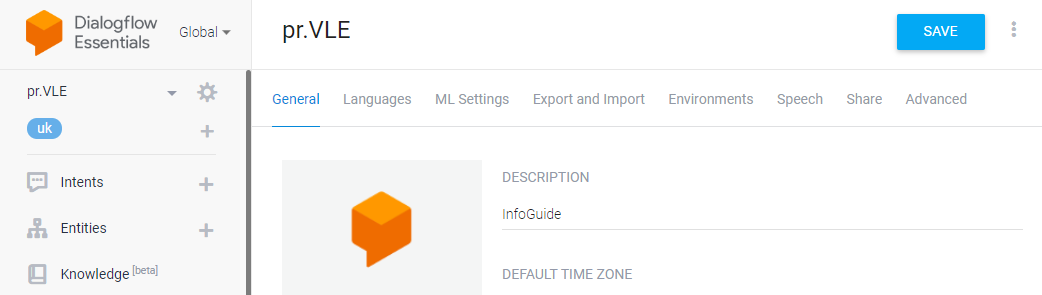 Dialogflow
Essentials
Global
pr.VLE
SAVE
pr.VLE
uk
Intents
Entities
Knowledge [beta]
General Languages ML Settings Export and Import Environments Speech Share Advanced
DESCRIPTION
InfoGuide
DEFAULT TIME ZONE